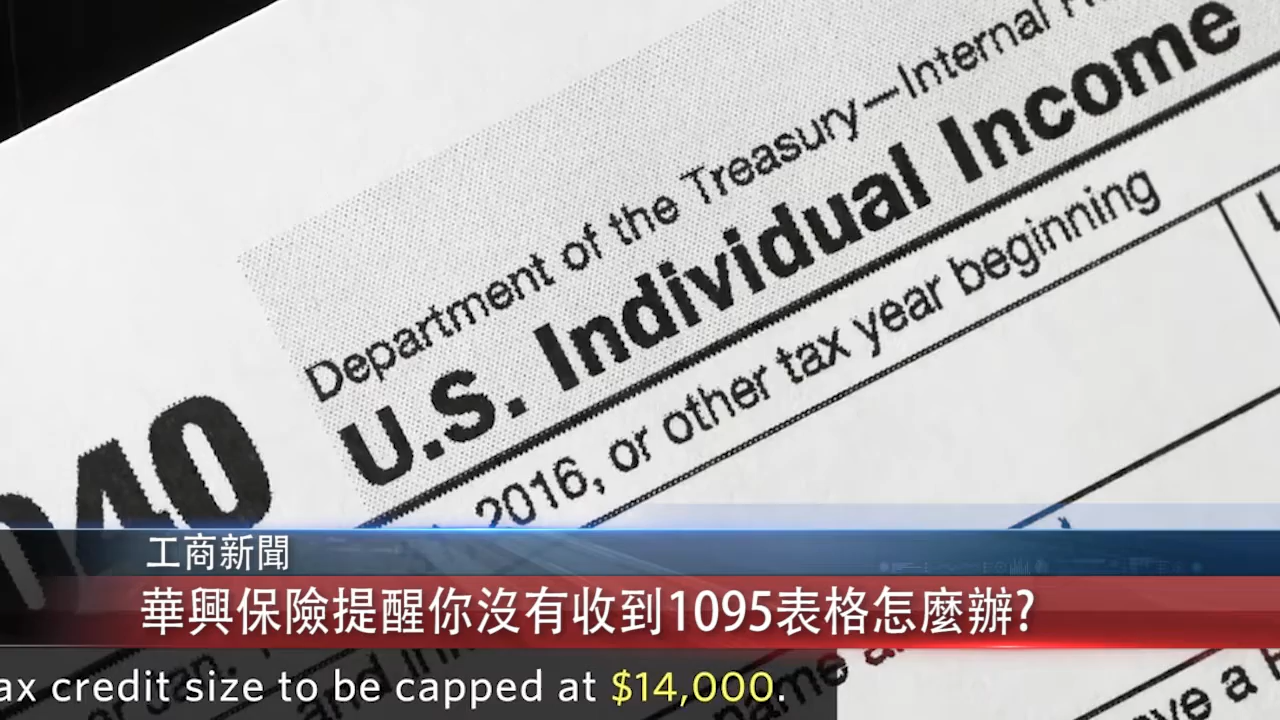 Department of the Treasury—Internal
U.S. Individual Income
2016, or other tax year beginning
040
工商新聞
華興保險提醒你沒有收到1095表格怎麼辦?
ax credit size to be capped at $14,000.